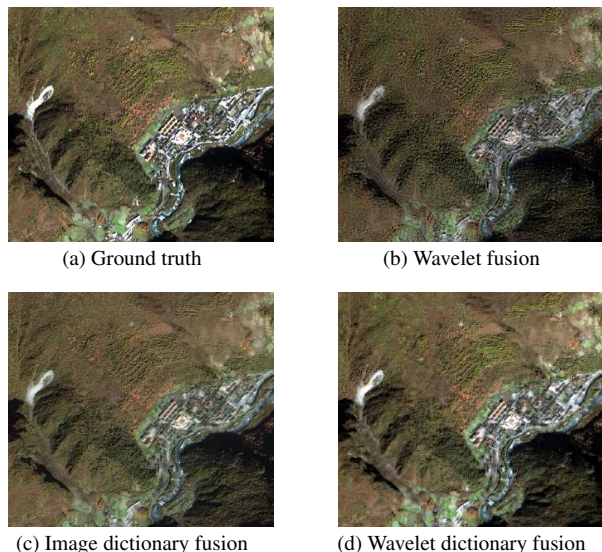 (a) Ground truth
(b) Wavelet fusion
(c) Image dictionary fusion
(d) Wavelet dictionary fusion